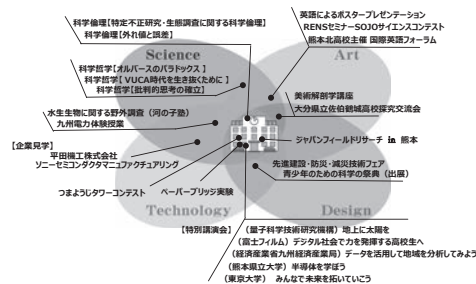 科学倫理【特定不正研究・生態調査に関する科学倫理】
科学倫理【外れ値と誤差】
英語によるポスタープレゼンテーション
RENSセミナーSOJOサイエンスコンテスト
熊本北高校主催 国際英語フォーラム
Science
Art
科学哲学【オルバースのパラドックス】
科学哲学【 VUCA時代を生き抜くために 】
科学哲学【批判的思考の確立】
美術解剖学講座
大分県立佐伯鶴城高校探究交流会
水生生物に関する野外調査（河の子塾）
九州電力体験授業
【企業見学】
平田機工株式会社
ソニーセミコンダクタマニュファクチュアリング
ジャパンフィールドリサーチ in 熊本
先進建設・防災・減災技術フェア
青少年のための科学の祭典（出展）
つまようじタワーコンテスト
ペーパーブリッジ実験
Technology
Design
【特別講演会】（量子科学技術研究機構）地上に太陽を
（富士フィルム）デジタル社会で力を発揮する高校生へ
（経済産業省九州経済産業局）データを活用して地域を分析してみよう
（熊本県立大学）半導体を学ぼう
（東京大学） みんなで未来を拓いていこう